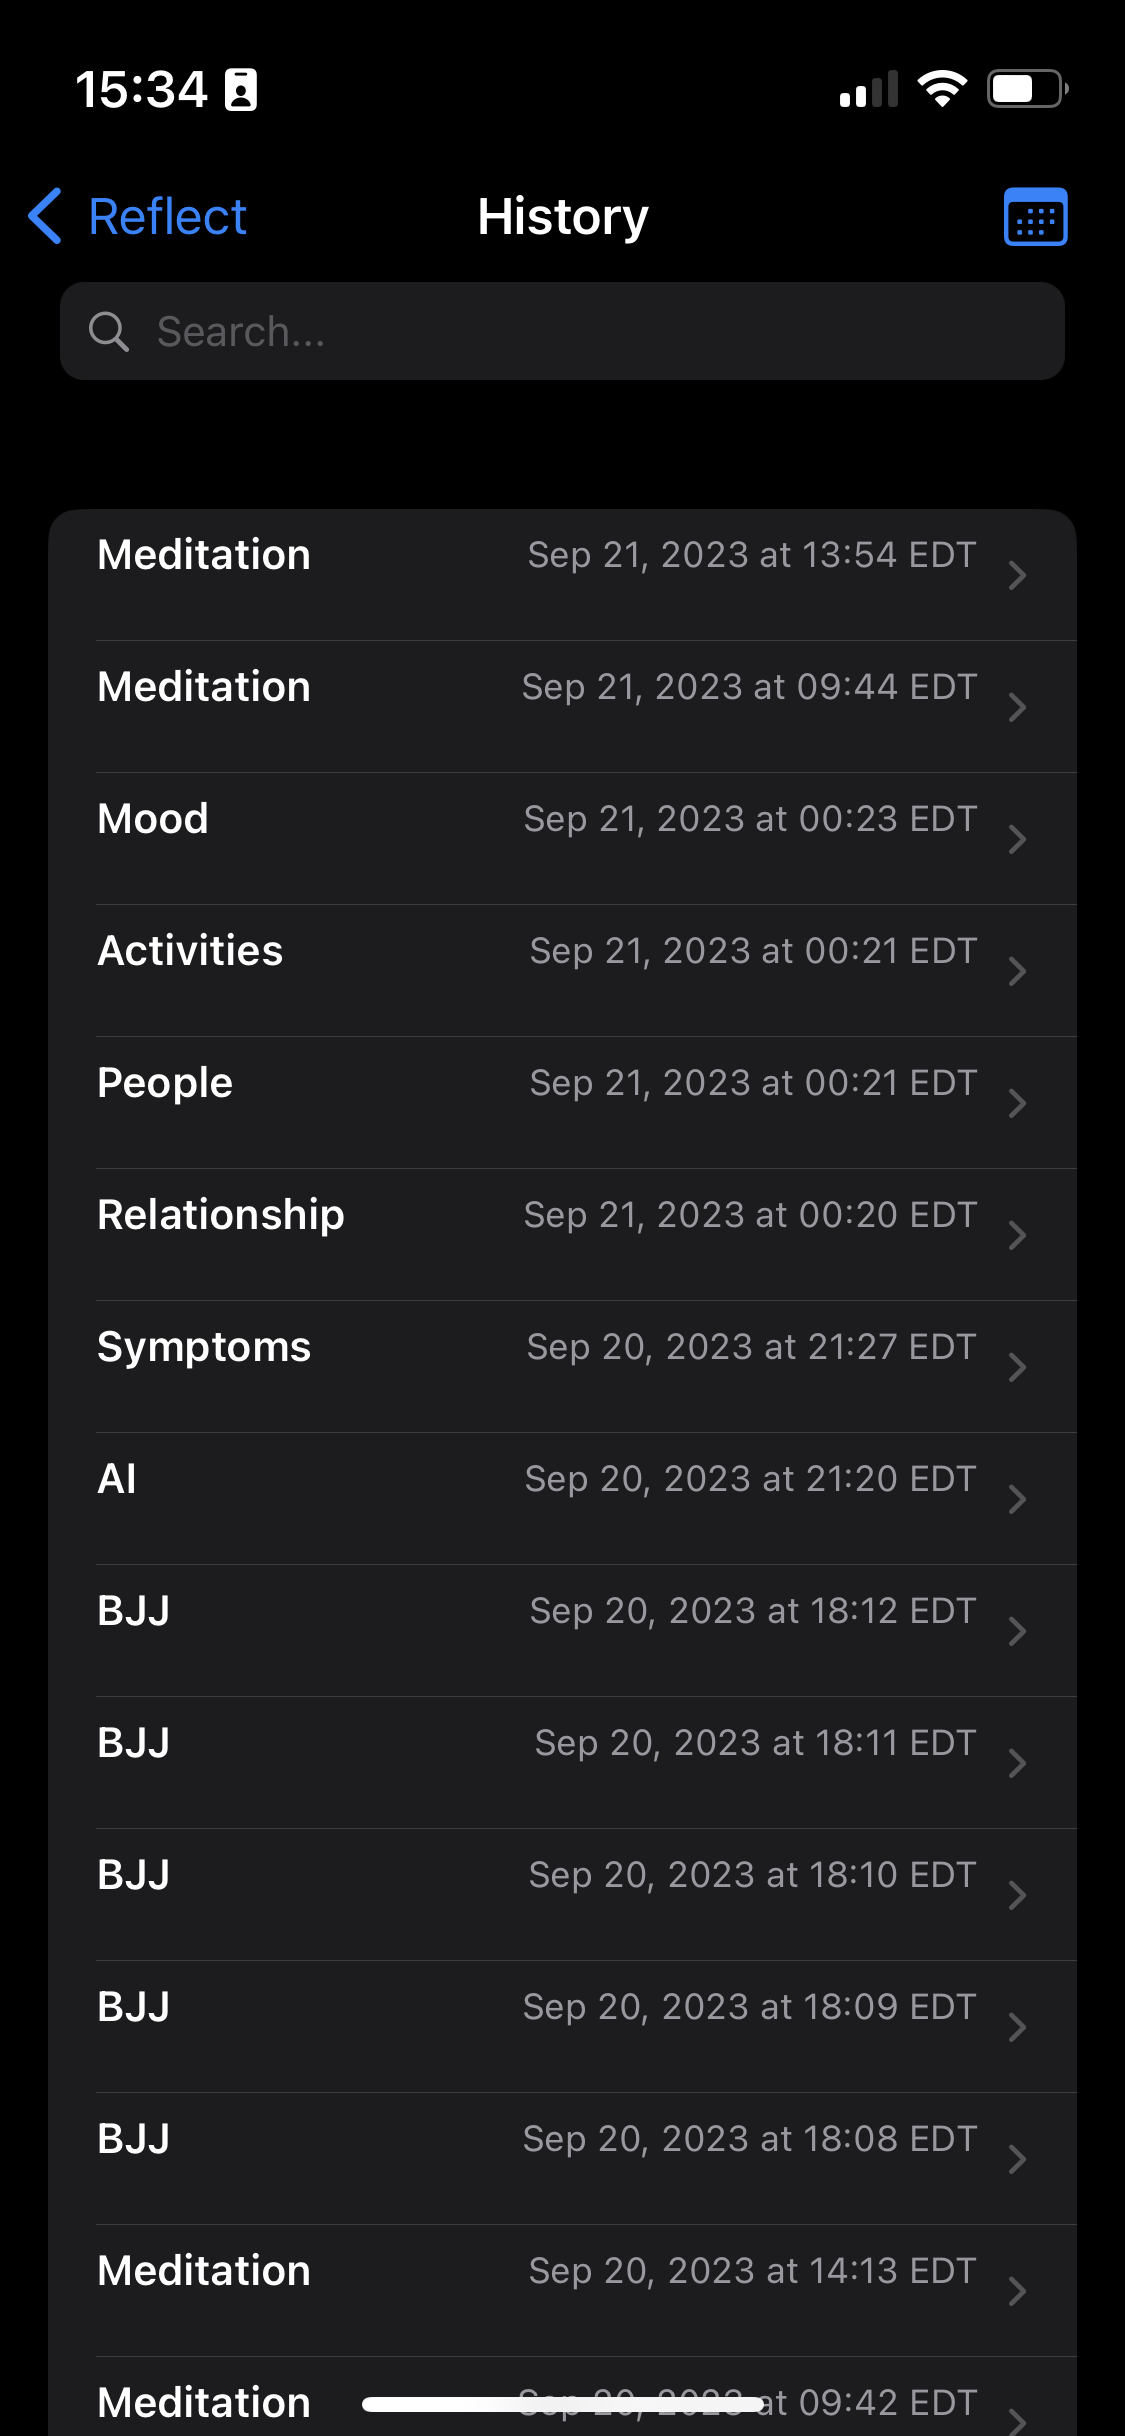 15:34
Reflect
History
Search...
Meditation Sep 21, 2023 at 13:54 EDT
Meditation Sep 21, 2023 at 09:44 EDT
Mood Sep 21, 2023 at 00:23 EDT
Activities Sep 21, 2023 at 00:21 EDT
People Sep 21, 2023 at 00:21 EDT
Relationship Sep 21, 2023 at 00:20 EDT
Symptoms Sep 20, 2023 at 21:27 EDT
AI Sep 20, 2023 at 21:20 EDT
BJJ Sep 20, 2023 at 18:12 EDT
BJJ Sep 20, 2023 at 18:11 EDT
BJJ Sep 20, 2023 at 18:10 EDT
BJJ Sep 20, 2023 at 18:09 EDT
BJJ Sep 20, 2023 at 18:08 EDT
Meditation Sep 20, 2023 at 14:13 EDT
Meditation Sep 20, 2023 at 09:42 EDT